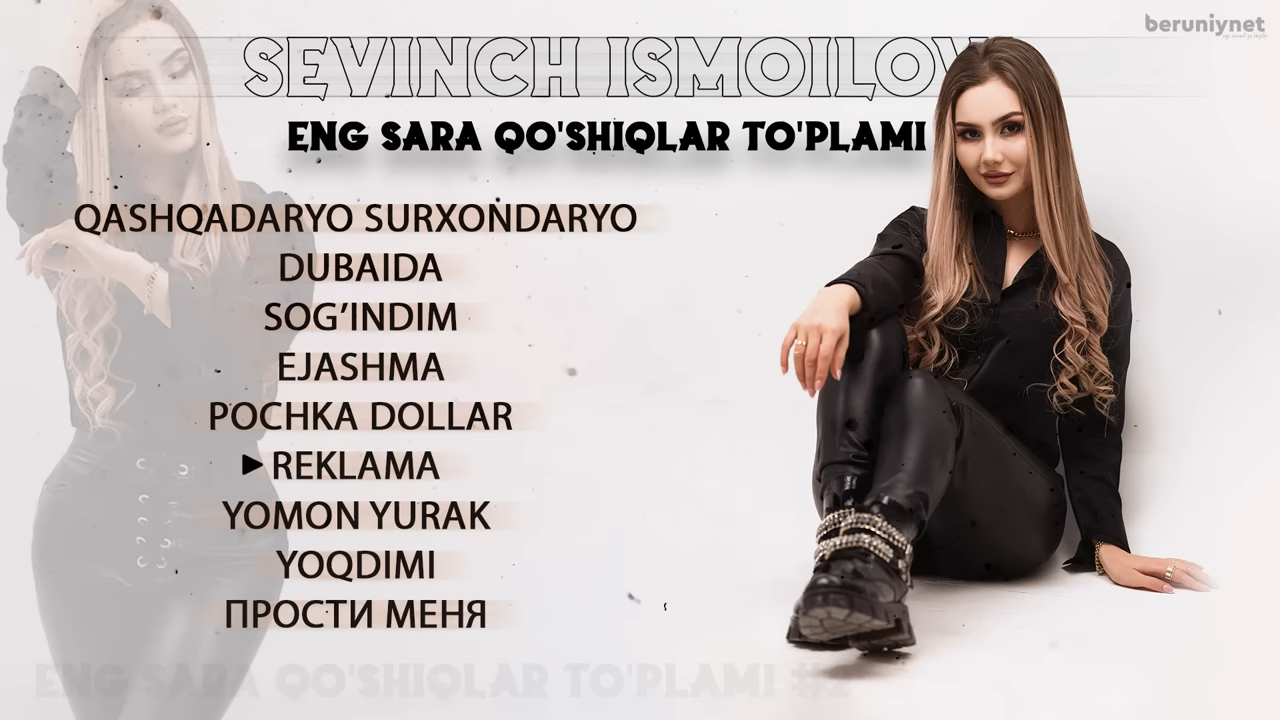 beruniynet
SEVINCH ISMOILOV
ENG SARA QO'SHIQLAR TO'PLAMI
QASHQADARYO SURXONDARYO
DUBAIDA
SOG’INDIM
EJASHMA
POCHKA DOLLAR
REKLAMA
YOMON YURAK
YOQDIMI
ПРОСТИ МЕНЯ
ENG SARA QO'SHIQLAR TO'PLAMI #2